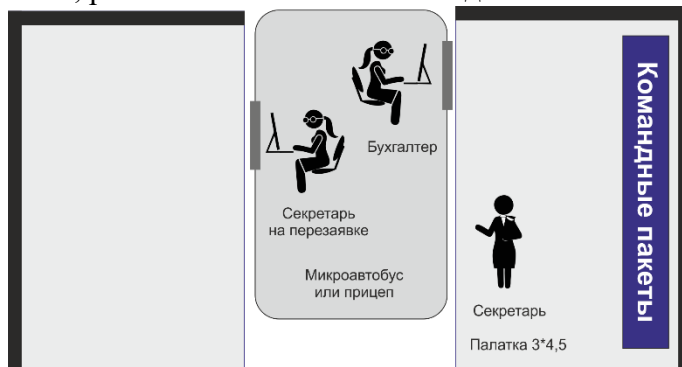 Бухгалтер
Секретарь
на перезаявке
Микроавтобус
или прицеп
Командные пакеты
Секретарь
Палатка 3*4,5